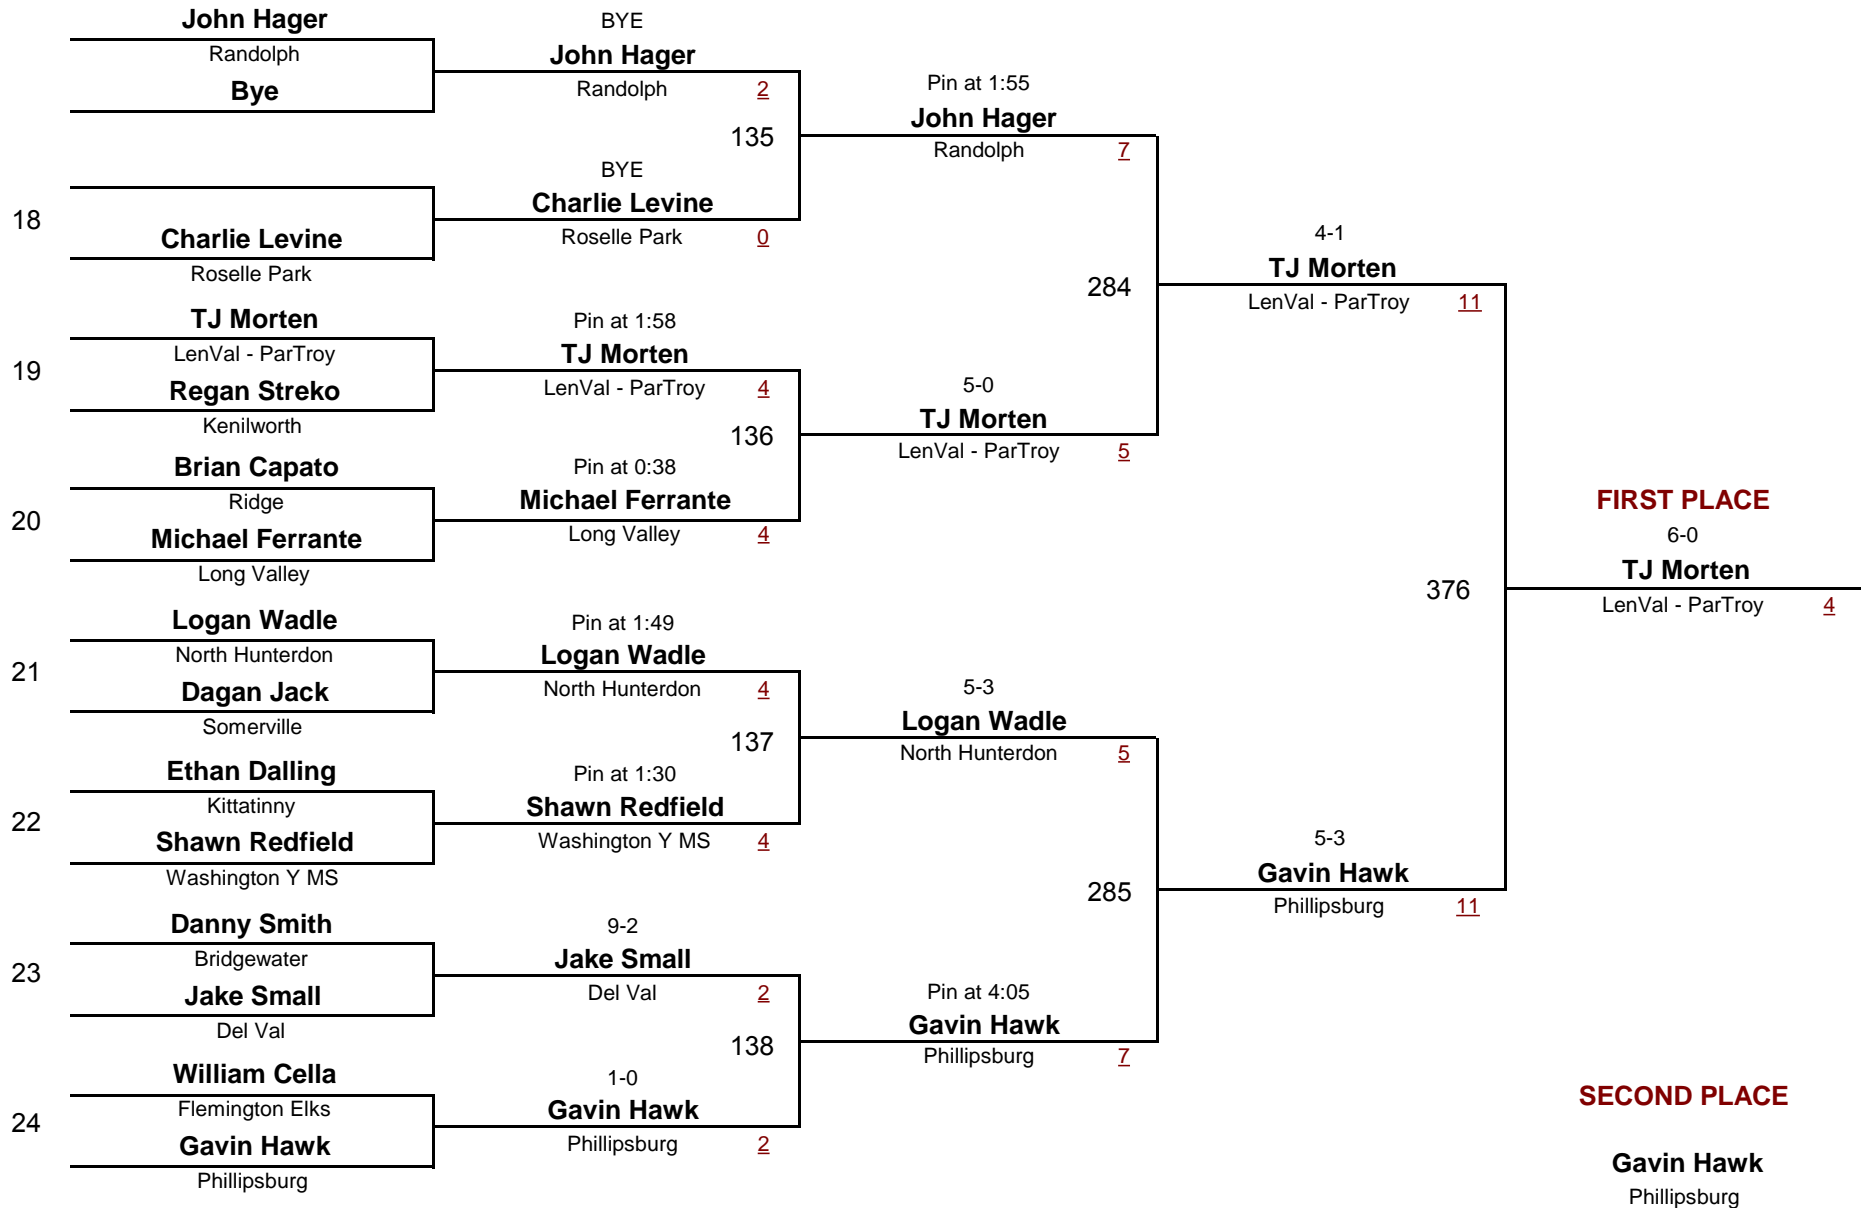 John Hager
Randolph
Bye
18
Charlie Levine
Roselle Park
TJ Morten
19
LenVal - ParTroy
Regan Streko
Kenilworth
Brian Capato
20
Ridge
Michael Ferrante
Long Valley
Logan Wadle
21
North Hunterdon
Dagan Jack
Somerville
Ethan Dalling
22
Kittatinny
Shawn Redfield
Washington Y MS
Danny Smith
23
Bridgewater
Jake Small
Del Val
William Cella
24
Flemington Elks
Gavin Hawk
Phillipsburg
BYE
John Hager
Randolph 2
135
BYE
Charlie Levine
Roselle Park 0
Pin at 1:58
TJ Morten
LenVal - ParTroy 4
136
Pin at 0:38
Michael Ferrante
Long Valley 4
Pin at 1:49
Logan Wadle
North Hunterdon 4
137
Pin at 1:30
Shawn Redfield
Washington Y MS 4
9-2
Jake Small
Del Val 2
138
1-0
Gavin Hawk
Phillipsburg 2
Pin at 1:55
John Hager
Randolph 7
284
5-0
TJ Morten
LenVal - ParTroy 5
5-3
Logan Wadle
North Hunterdon 5
285
Pin at 4:05
Gavin Hawk
Phillipsburg 7
4-1
TJ Morten
LenVal - ParTroy 11
376
5-3
Gavin Hawk
Phillipsburg 11
FIRST PLACE
6-0
TJ Morten
LenVal - ParTroy 4
SECOND PLACE
Gavin Hawk
Phillipsburg